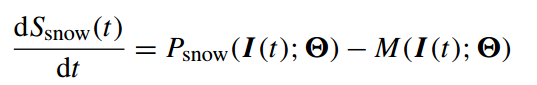 dS_snow(t)/dt = P_snow(I(t); Θ) − M(I(t); Θ)